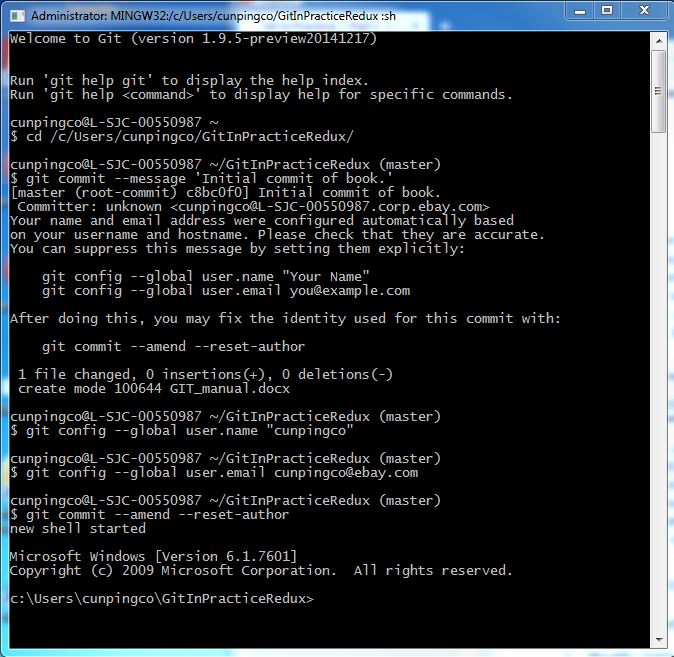 Administrator: MINGW32:/c/Users/cunpingco/GitInPracticeRedux :sh
Welcome to Git (version 1.9.5-preview20141217)
Run 'git help git' to display the help index.
Run 'git help <command>' to display help for specific commands.
cunpingco@L-SJC-00550987 ~
$ cd /c/Users/cunpingco/GitInPracticeRedux/
cunpingco@L-SJC-00550987 ~/GitInPracticeRedux (master)
$ git commit --message 'Initial commit of book.'
[master (root-commit) c8bc0f0] Initial commit of book.
 Committer: unknown <cunpingco@L-SJC-00550987.corp.ebay.com>
Your name and email address were configured automatically based
on your username and hostname. Please check that they are accurate.
You can suppress this message by setting them explicitly:
    git config --global user.name "Your Name"
    git config --global user.email you@example.com
After doing this, you may fix the identity used for this commit with:
    git commit --amend --reset-author
 1 file changed, 0 insertions(+), 0 deletions(-)
 create mode 100644 GIT_manual.docx
cunpingco@L-SJC-00550987 ~/GitInPracticeRedux (master)
$ git config --global user.name "cunpingco"
cunpingco@L-SJC-00550987 ~/GitInPracticeRedux (master)
$ git config --global user.email cunpingco@ebay.com
cunpingco@L-SJC-00550987 ~/GitInPracticeRedux (master)
$ git commit --amend --reset-author
new shell started
Microsoft Windows [Version 6.1.7601]
Copyright (c) 2009 Microsoft Corporation.  All rights reserved.
c:\Users\cunpingco\GitInPracticeRedux>